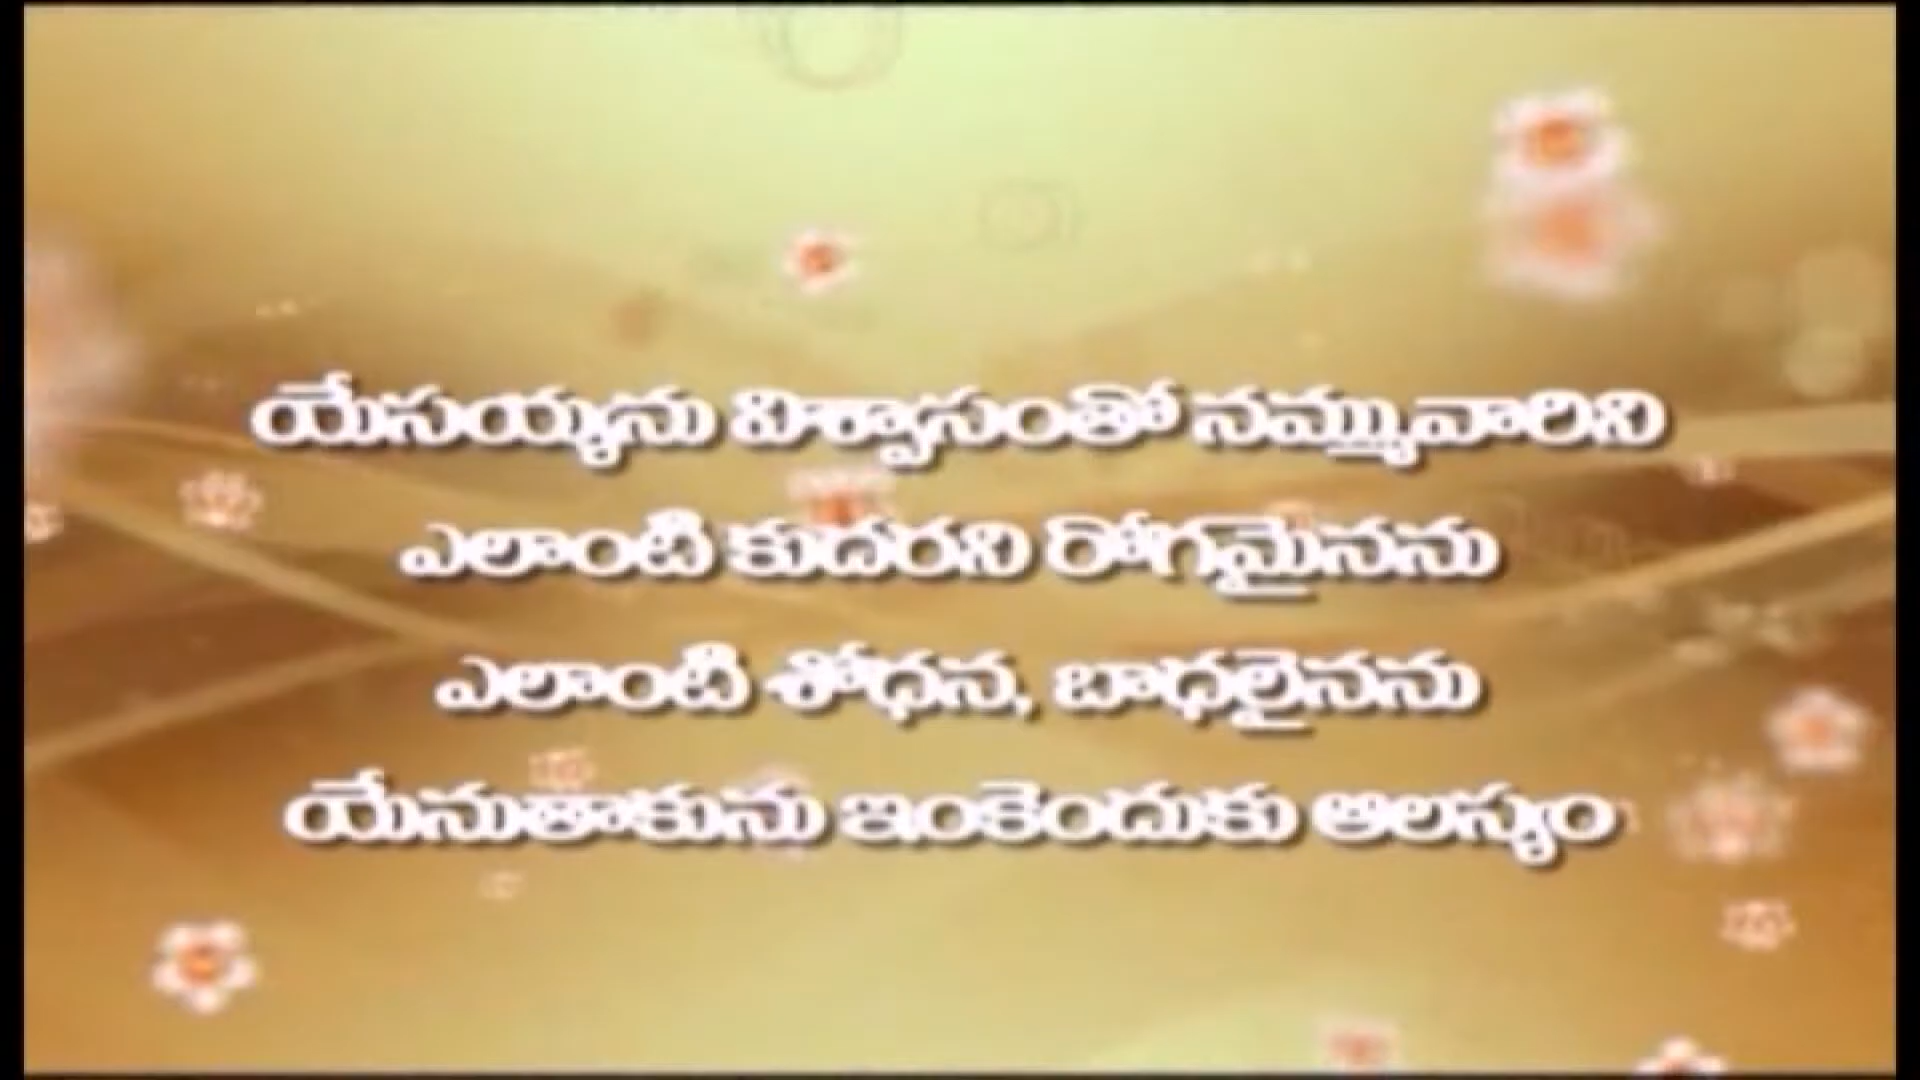 యేసయ్యను విశ్వాసంతో నమ్మువారిని
ఎలాంటి కుదరని రోగమైనను
ఎలాంటి శోధన, బాధలైనను
యేనుతాకును ఇంకెందుకు ఆలస్యం